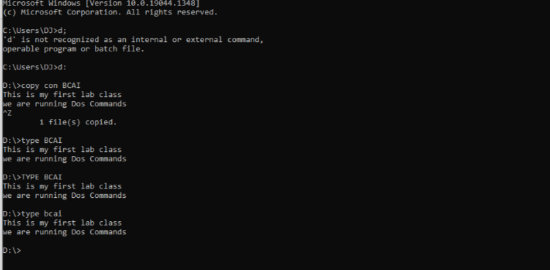 Microsoft Windows [Version 10.0.19044.1348]
(c) Microsoft Corporation. All rights reserved.
C:\Users\DJ>d;
'd' is not recognized as an internal or external command,
operable program or batch file.
C:\Users\DJ>d:
D:\>copy con BCAI
This is my first lab class
we are running Dos Commands
^Z
1 file(s) copied.
D:\>type BCAI
This is my first lab class
we are running Dos Commands
D:\>TYPE BCAI
This is my first lab class
we are running Dos Commands
D:\>type bcai
This is my first lab class
we are running Dos Commands
D:\>